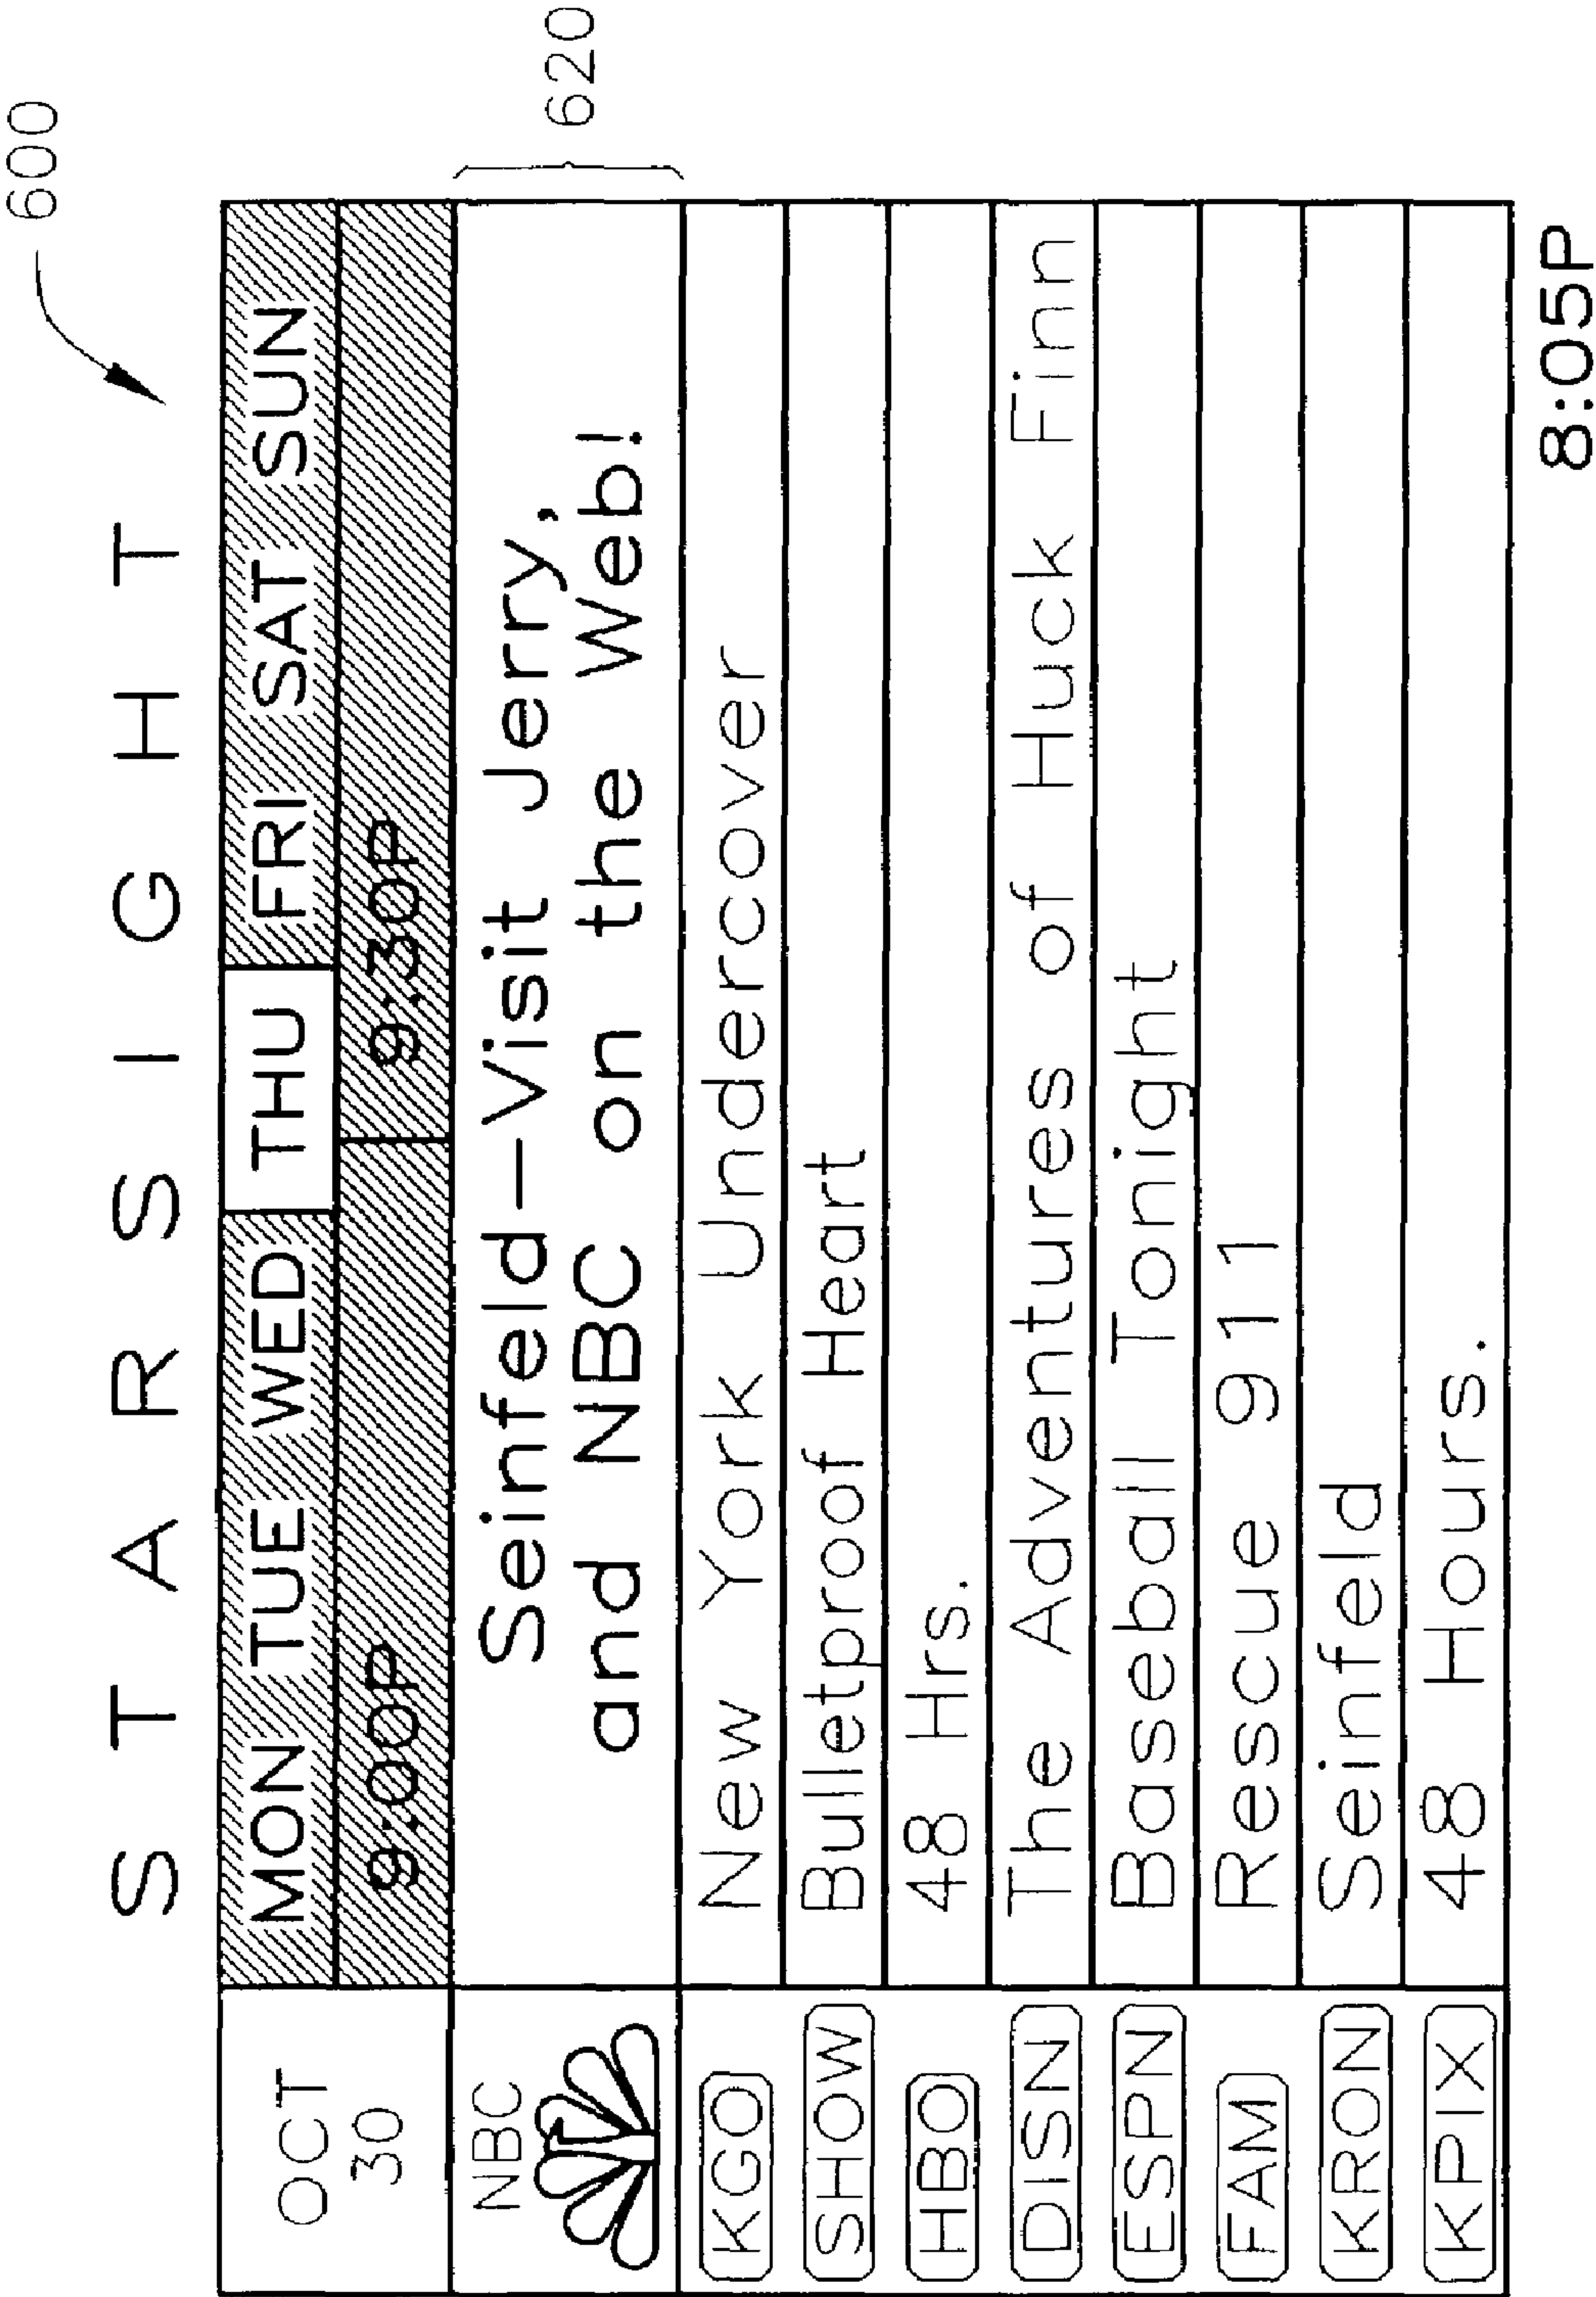 600
S T A R S I G H T
OCT
30
MON TUE WED THU FRI SAT SUN
9:00P 9:30P
NBC
Seinfeld-Visit Jerry,
and NBC on the Web!
620
KGO New York Undercover
SHOW Bulletproof Heart
HBO 48 Hrs.
DISN The Adventures of Huck Finn
ESPN Baseball Tonight
FAM Rescue 911
KRON Seinfeld
KPIX 48 Hours.
8:05P